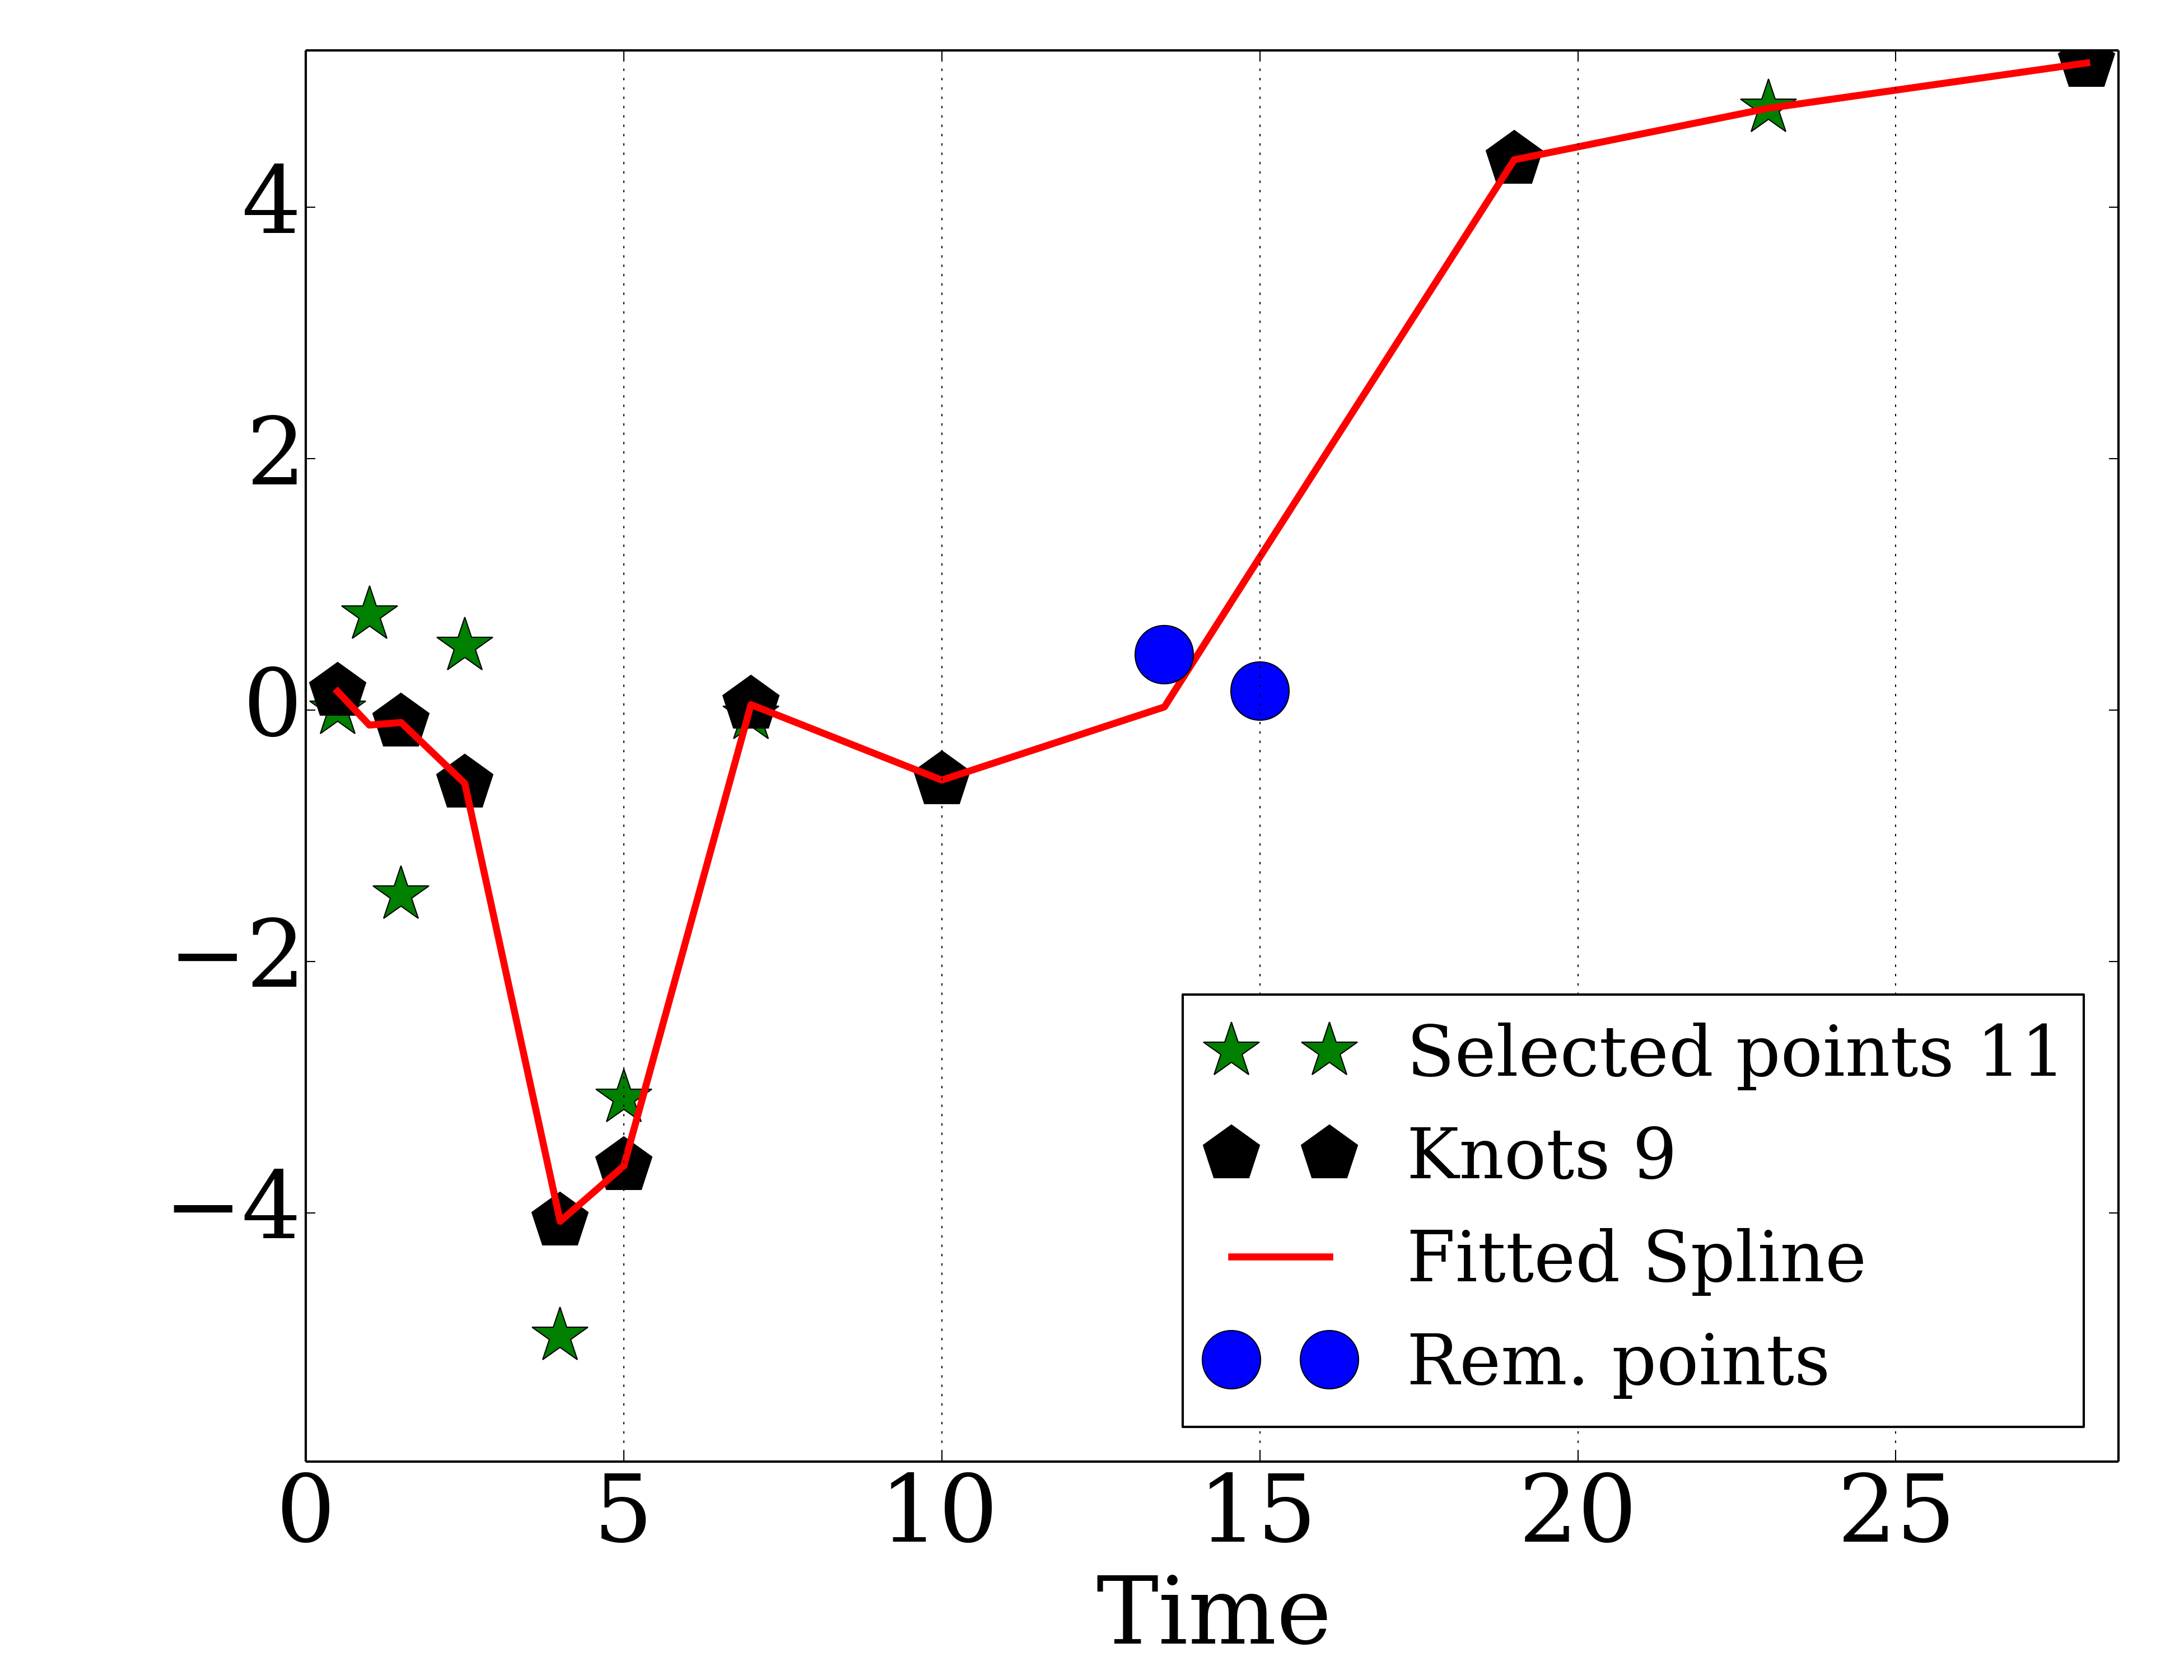 4
2
0
−2
−4
Selected points 11
Knots 9
Fitted Spline
Rem. points
0 5 10 15 20 25
Time